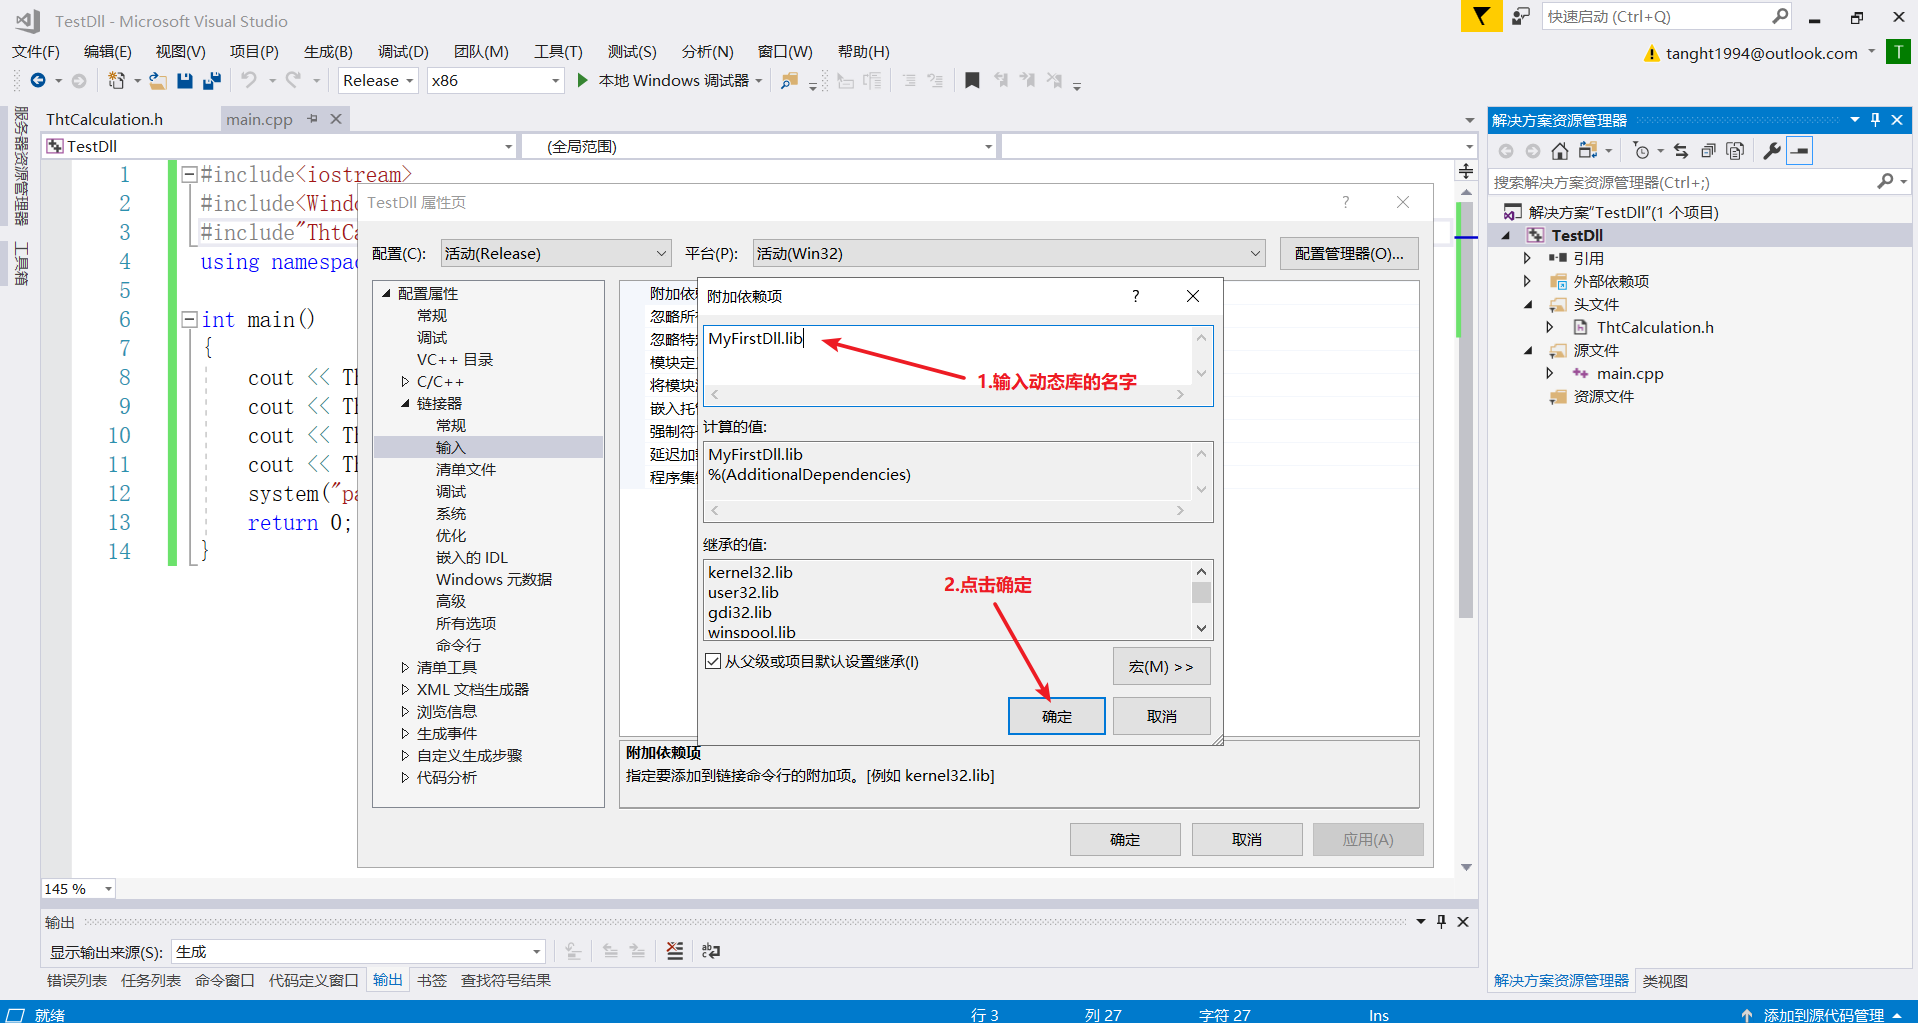 TestDll - Microsoft Visual Studio
快速启动 (Ctrl+Q)
文件(F) 编辑(E) 视图(V) 项目(P) 生成(B) 调试(D) 团队(M) 工具(T) 测试(S) 分析(N) 窗口(W) 帮助(H)
tanght1994@outlook.com T
Release x86 本地 Windows 调试器
服务器资源管理器
工具箱
ThtCalculation.h main.cpp
TestDll (全局范围)
1 #include<iostream>
2 #include<Windo
3 #include"ThtCa
4 using namespac
5
6 int main()
7 {
8 cout << Th
9 cout << Th
10 cout << Th
11 cout << Th
12 system("pa
13 return 0;
14 }
TestDll 属性页 ?
配置(C): 活动(Release) 平台(P): 活动(Win32) 配置管理器(O)...
配置属性
常规
调试
VC++ 目录
C/C++
链接器
常规
输入
清单文件
调试
系统
优化
嵌入的 IDL
Windows 元数据
高级
所有选项
命令行
清单工具
XML 文档生成器
浏览信息
生成事件
自定义生成步骤
代码分析
附加依
忽略所
忽略特
模块定
将模块
嵌入托
强制符
延迟加
程序集
附加依赖项 ?
MyFirstDll.lib
1.输入动态库的名字
计算的值:
MyFirstDll.lib
%(AdditionalDependencies)
继承的值:
kernel32.lib
user32.lib
gdi32.lib
winspool.lib
2.点击确定
从父级或项目默认设置继承(I)
宏(M) >>
确定 取消
附加依赖项
指定要添加到链接命令行的附加项。[例如 kernel32.lib]
确定 取消 应用(A)
145 %
输出
显示输出来源(S): 生成
错误列表 任务列表 命令窗口 代码定义窗口 输出 书签 查找符号结果
解决方案资源管理器
搜索解决方案资源管理器(Ctrl+;)
解决方案"TestDll"(1 个项目)
TestDll
引用
外部依赖项
头文件
ThtCalculation.h
源文件
main.cpp
资源文件
解决方案资源管理器 类视图
就绪 行 3 列 27 字符 27 Ins 添加到源代码管理